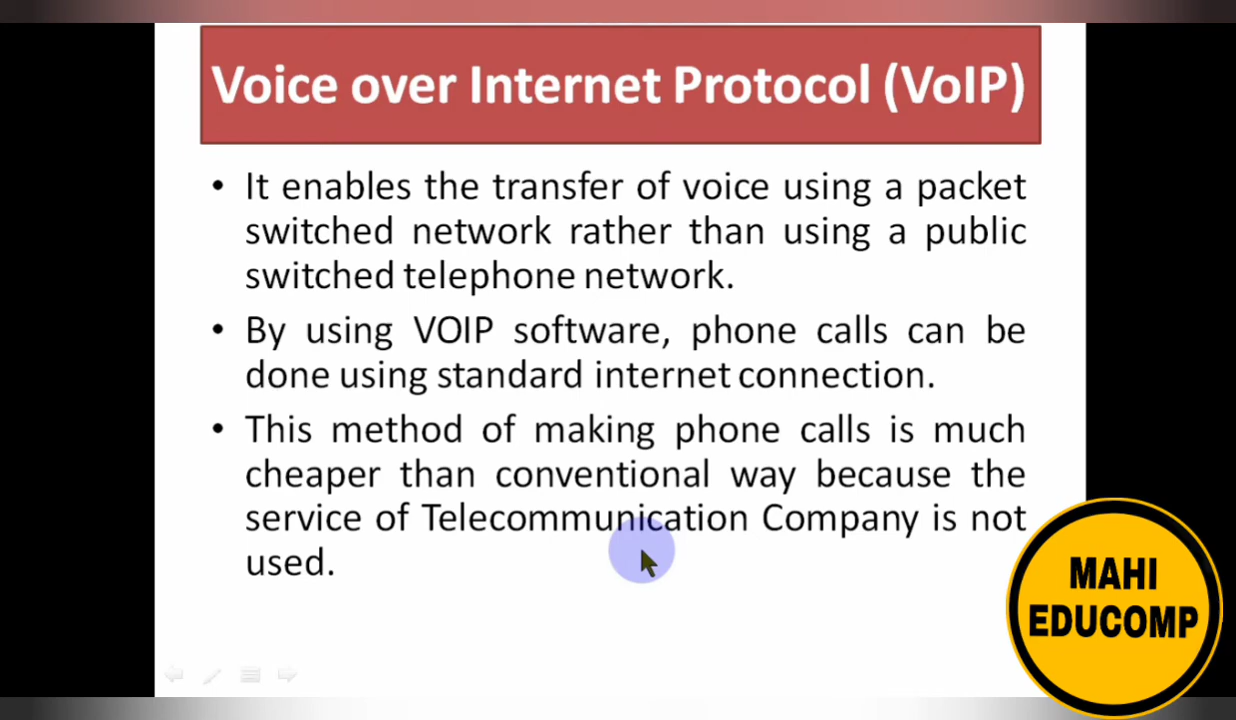 Voice over Internet Protocol (VoIP)
• It enables the transfer of voice using a packet
switched network rather than using a public
switched telephone network.
• By using VOIP software, phone calls can be
done using standard internet connection.
• This method of making phone calls is much
cheaper than conventional way because the
service of Telecommunication Company is not
used.
MAHI
EDUCOMP